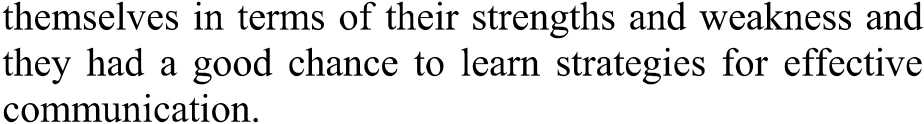 themselves in terms of their strengths and weakness and
they had a good chance to learn strategies for effective
communication.